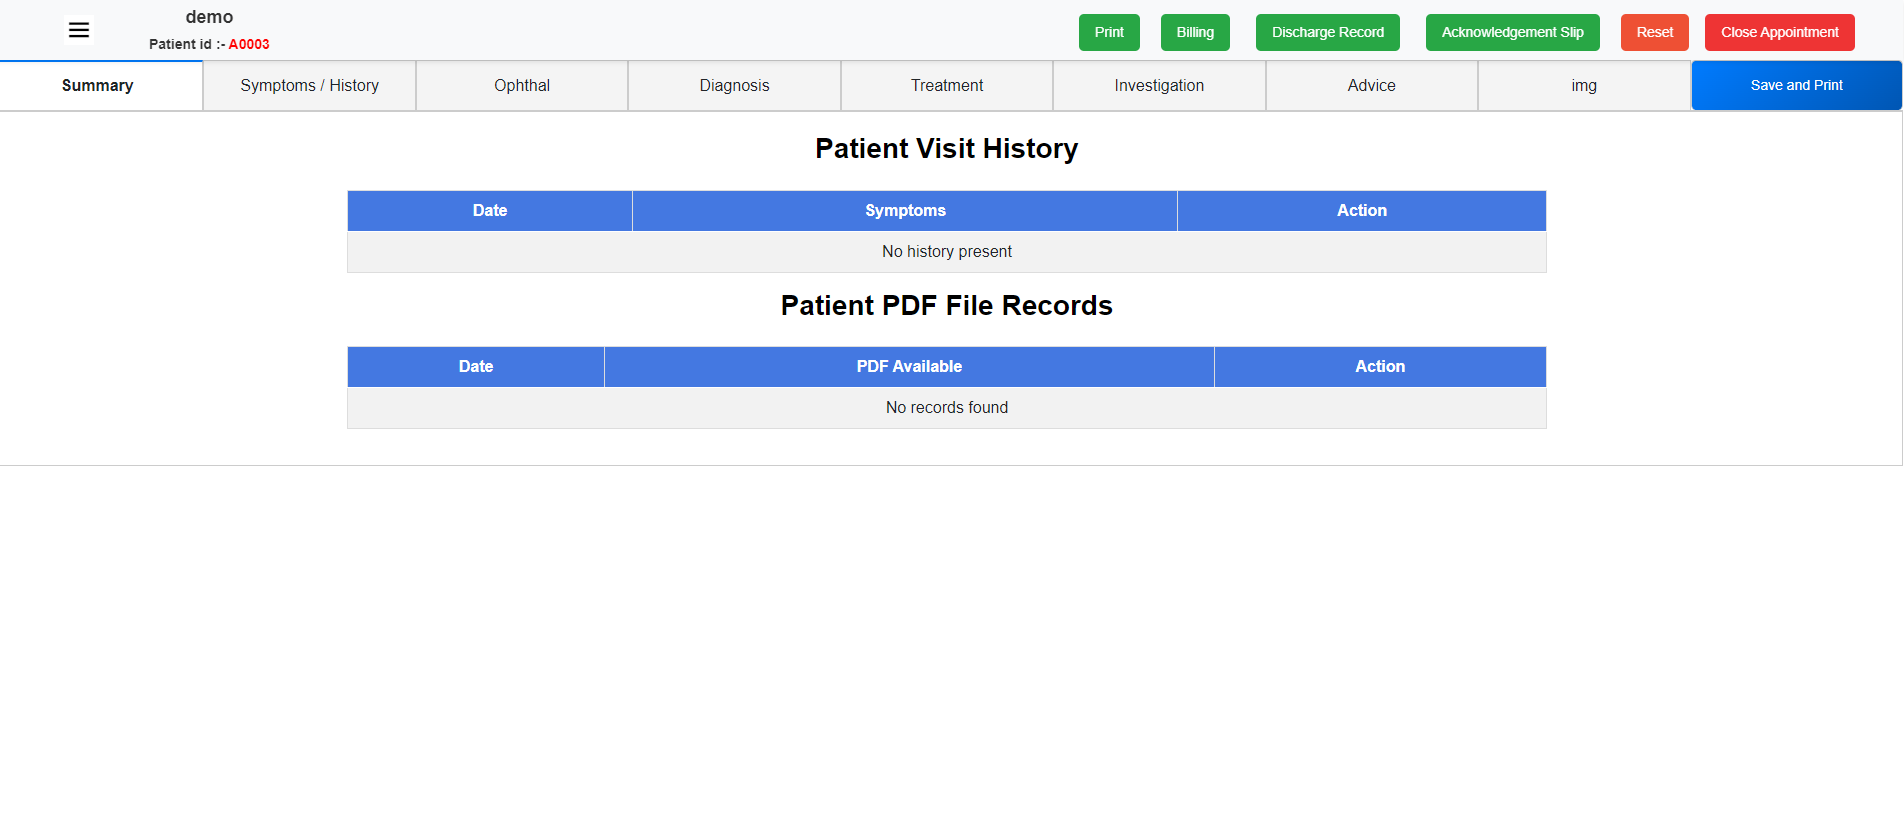 demo
Patient id :- A0003
Print Billing Discharge Record Acknowledgement Slip Reset Close Appointment
Summary Symptoms / History Ophthal Diagnosis Treatment Investigation Advice img Save and Print
Patient Visit History
Date Symptoms Action
No history present
Patient PDF File Records
Date PDF Available Action
No records found